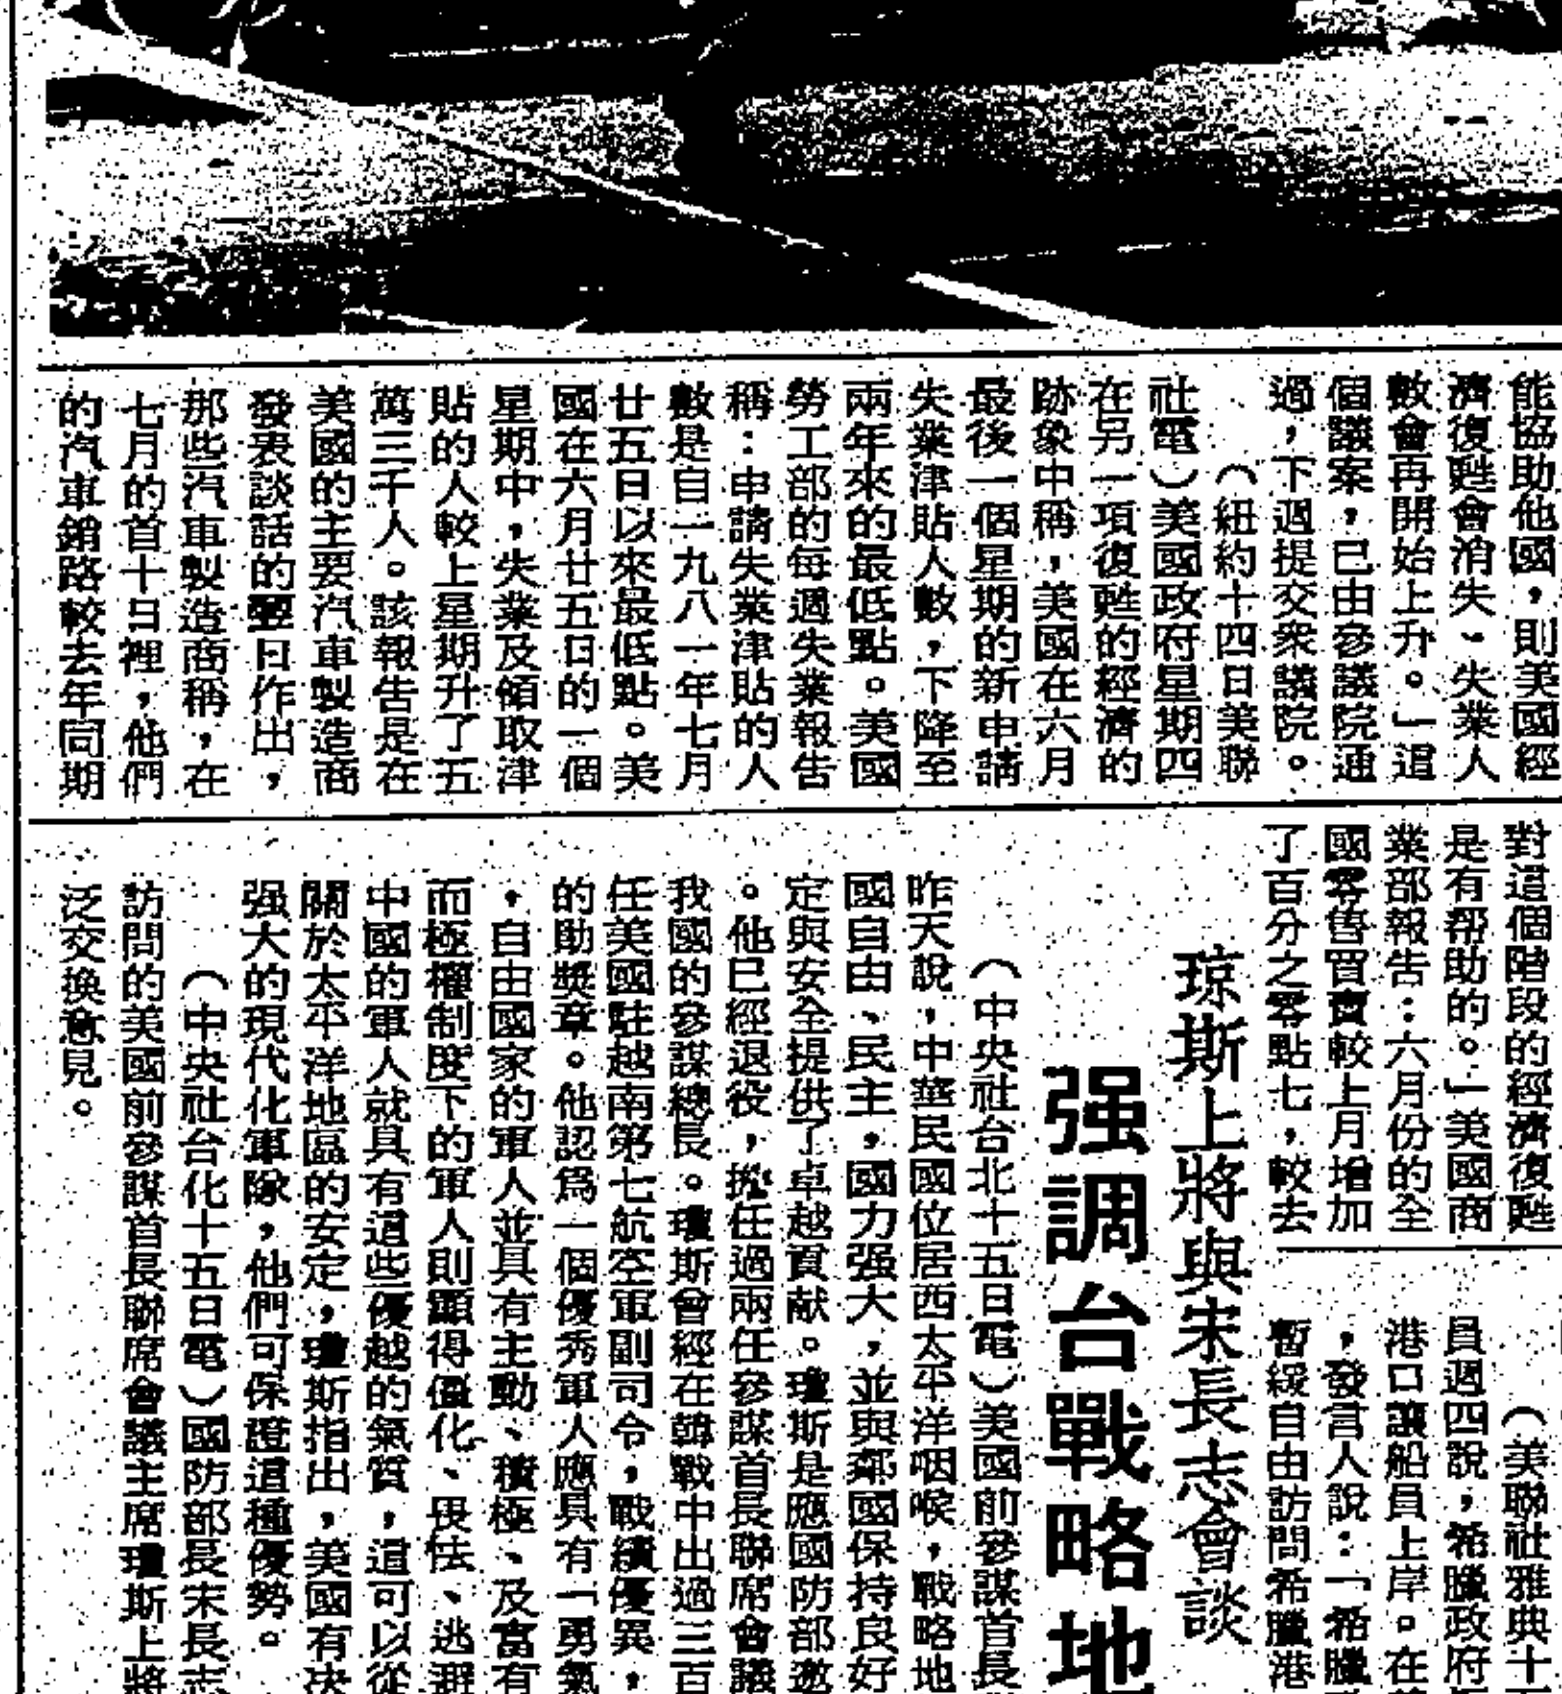 能協助他國，則美國經
濟復甦會消失、失業人
數會再開始上升。」這
個議案，已由參議院通
過，下週提交衆議院。
（紐約十四日美聯
社電）美國政府星期四
在另一項復甦的經濟的
跡象中稱，美國在六月
最後一個星期的新申請
失業津貼人數，下降至
兩年來的最低點。美國
勞工部的每週失業報告
稱：申請失業津貼的人
數是自一九八一年七月
廿五日以來最低點。美
國在六月廿五日的一個
星期中，失業及領取津
貼的人較上星期升了五
萬三千人。該報告是在
美國的主要汽車製造商
發表談話的翌日作出，
那些汽車製造商稱，在
七月的首十日裡，他們
的汽車銷路較去年同期
對這個階段的經濟復甦
是有帮助的。」美國商
業部報告：六月份的全
國零售買賣較上月增加
了百分之零點七，較去
（美聯社雅典十
員週四說，希臘政府
港口讓船員上岸。在
，發言人說：「希臘
暫緩自由訪問希臘港
琼斯上將與宋長志會談
强調台戰略地
（中央社台北十五日電）美國前參謀首長
昨天說，中華民國位居西太平洋咽喉，戰略地
國自由、民主，國力强大，並與鄰國保持良好
定與安全提供了卓越貢献。瓊斯是應國防部邀
。他已經退役，擔任過兩任參謀首長聯席會議
我國的參謀總長。瓊斯會經在韓戰中出過三百
任美國駐越南第七航空軍副司令，戰績優異，
的勛獎章。他認爲一個優秀軍人應具有「勇氣
，自由國家的軍人並具有主動、積極、及富有
而極權制度下的軍人則顯得僵化、畏怯、逃避
中國的軍人就具有這些優越的氣質，這可以從
關於太平洋地區的安定，瓊斯指出，美國有決
强大的現代化軍隊，他們可保證這種優勢。
（中央社台化十五日電）國防部長宋長志
訪問的美國前參謀首長聯席會議主席瓊斯上將
泛交換意見。